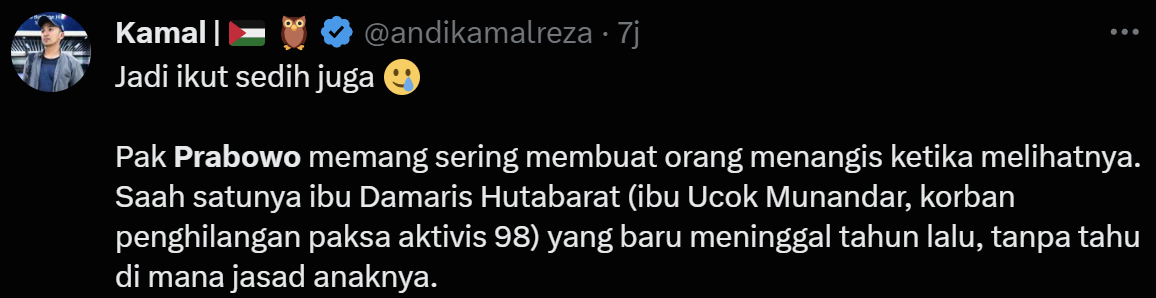 Kamal | 🇵🇸 🦉 @andikamalreza · 7j
Jadi ikut sedih juga 🥲
Pak Prabowo memang sering membuat orang menangis ketika melihatnya.
Saah satunya ibu Damaris Hutabarat (ibu Ucok Munandar, korban
penghilangan paksa aktivis 98) yang baru meninggal tahun lalu, tanpa tahu
di mana jasad anaknya.